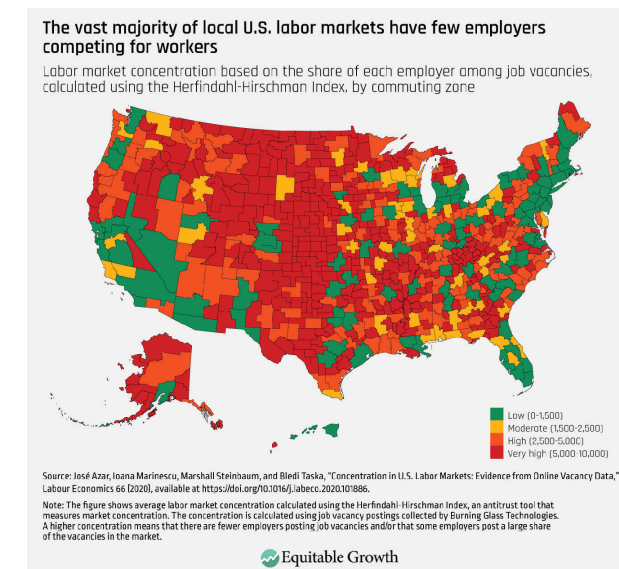 The vast majority of local U.S. labor markets have few employers
competing for workers
Labor market concentration based on the share of each employer among job vacancies,
calculated using the Herfindahl-Hirschman Index, by commuting zone
Low (0-1,500)
Moderate (1,500-2,500)
High (2,500-5,000)
Very high (5,000-10,000)
Source: José Azar, Ioana Marinescu, Marshall Steinbaum, and Bledi Taska, "Concentration in U.S. Labor Markets: Evidence from Online Vacancy Data,"
Labour Economics 66 (2020), available at https://doi.org/10.1016/j.labeco.2020.101886.
Note: The figure shows average labor market concentration calculated using the Herfindahl-Hirschman Index, an antitrust tool that
measures market concentration. The concentration is calculated using job vacancy postings collected by Burning Glass Technologies.
A higher concentration means that there are fewer employers posting job vacancies and/or that some employers post a large share
of the vacancies in the market.
Equitable Growth